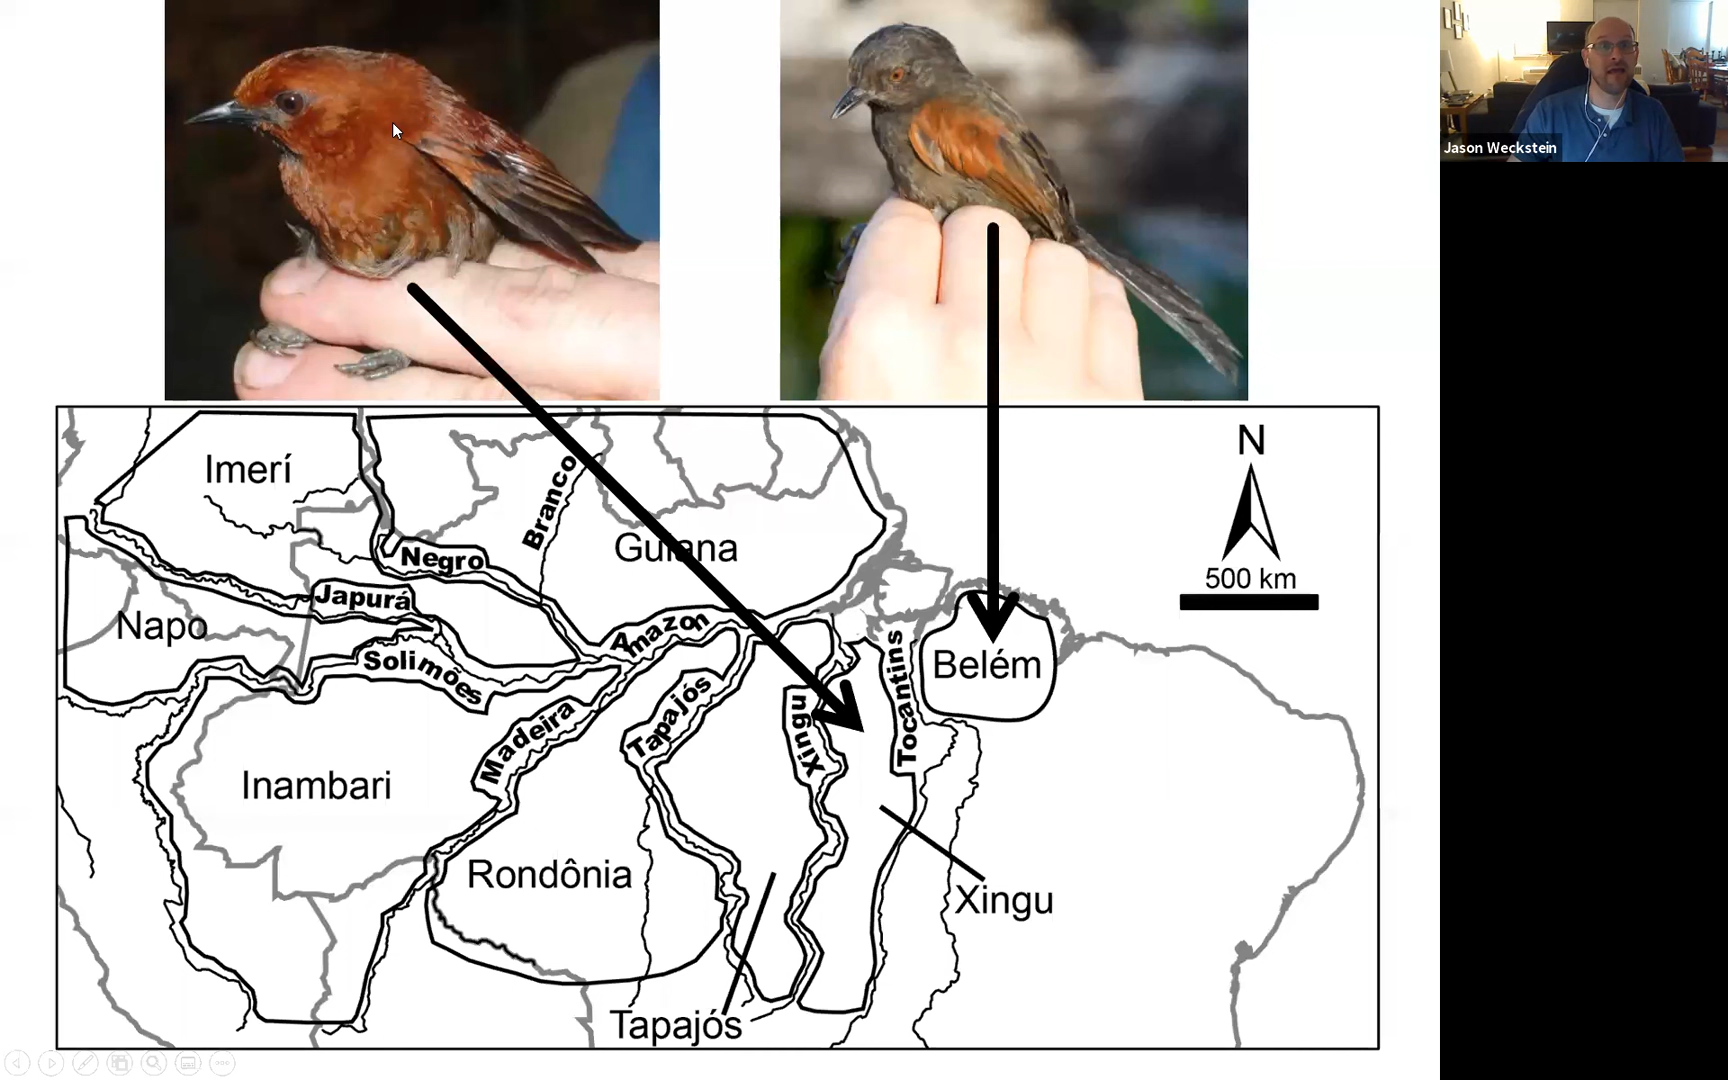 Jason Weckstein
N
500 km
Imerí
Branco
Guiana
Negro
Japurá
Napo
Amazon
Solimões
Belém
Tocantins
Tapajós
Xingu
Madeira
Inambari
Rondônia
Xingu
Tapajós